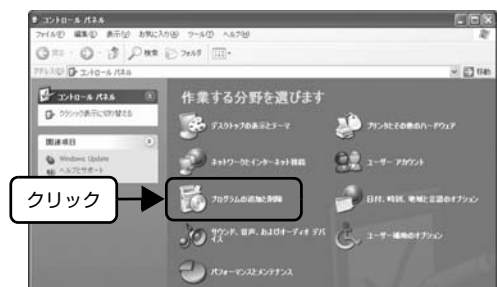 コントロール パネル
ファイル(F) 編集(E) 表示(V) お気に入り(A) ツール(T) ヘルプ(H)
戻る 検索 フォルダ
アドレス(D) コントロール パネル 移動
コントロール パネル
クラシック表示に切り替える
関連項目
Windows Update
ヘルプとサポート
作業する分野を選びます
デスクトップの表示とテーマ
プリンタとその他のハードウェア
ネットワークとインターネット接続
ユーザー アカウント
プログラムの追加と削除
日付、時刻、地域と言語のオプション
サウンド、音声、およびオーディオ デバイス
ユーザー補助のオプション
パフォーマンスとメンテナンス
クリック